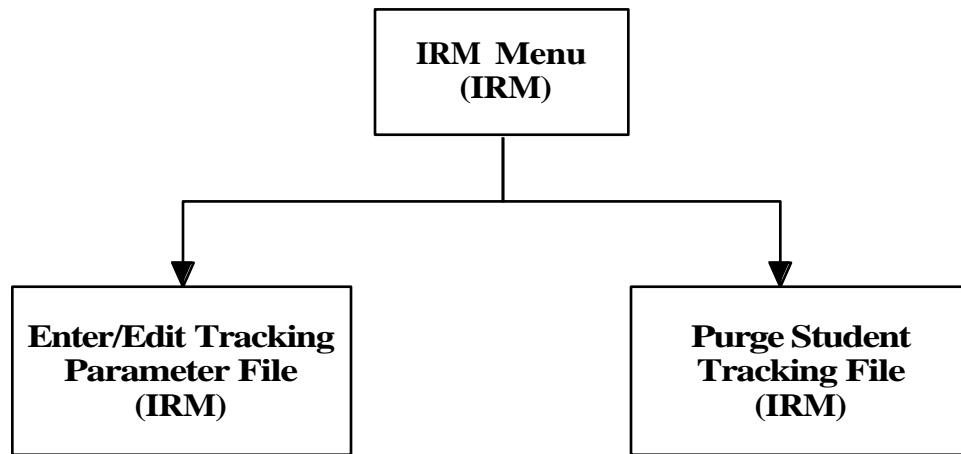 IRM Menu
(IRM)
Enter/Edit Tracking
Parameter File
(IRM)
Purge Student
Tracking File
(IRM)